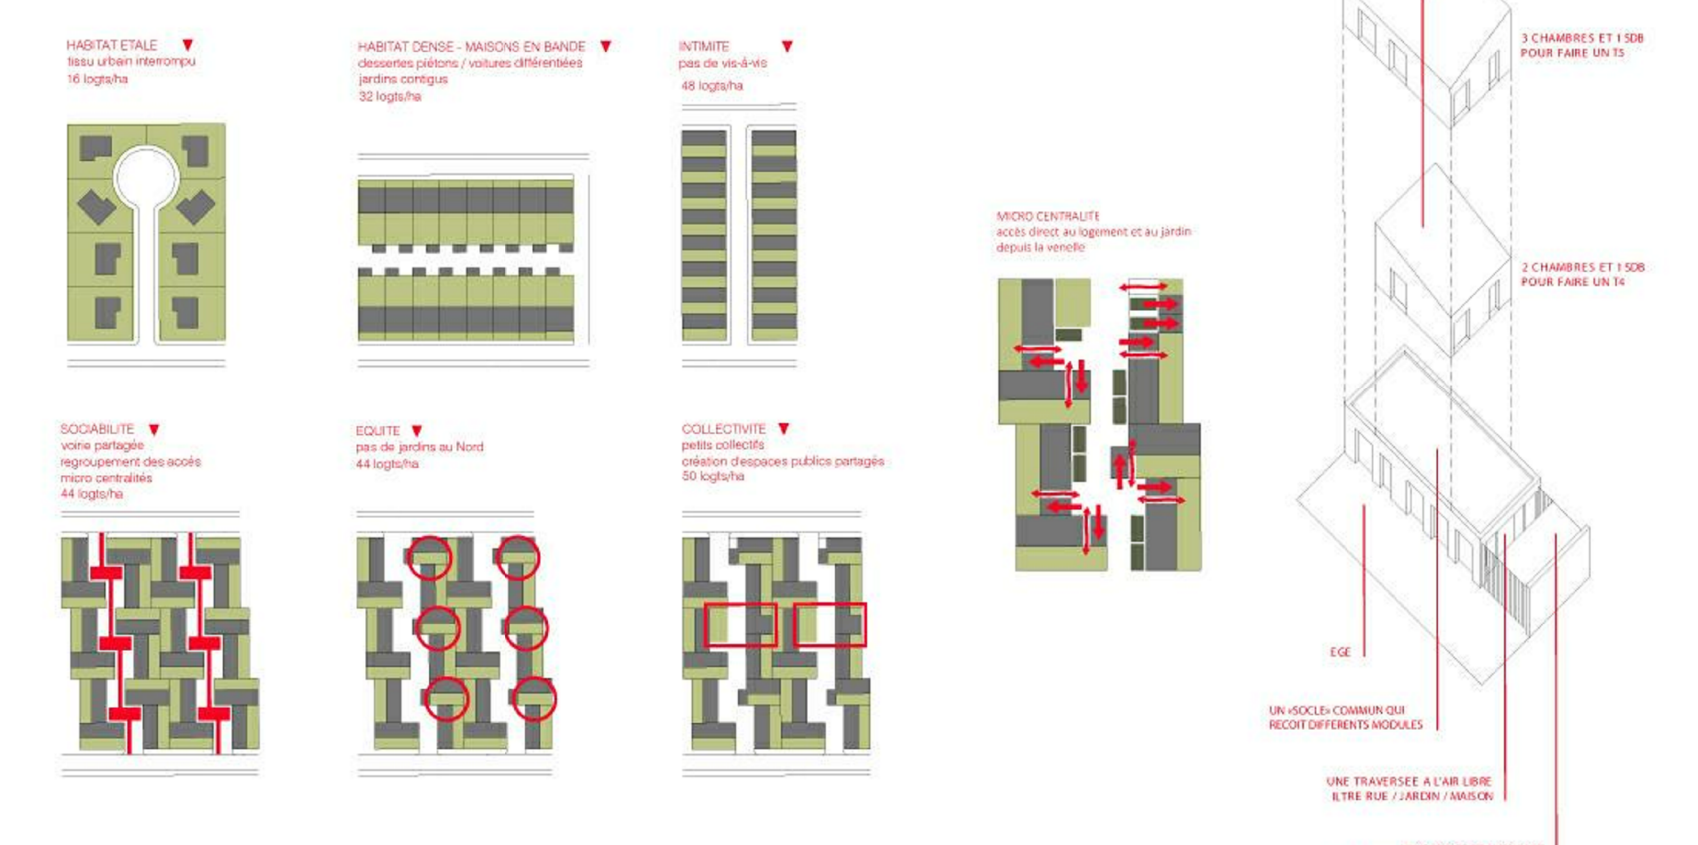 HABITAT ETALE
tissu urbain interrompu
16 logts/ha
HABITAT DENSE - MAISONS EN BANDE
dessertes piétons / voitures différentiées
jardins contigus
32 logts/ha
INTIMITE
pas de vis-à-vis
48 logts/ha
SOCIABILITE
voirie partagée
regroupement des accés
micro centralités
44 logts/ha
EQUITE
pas de jardins au Nord
44 logts/ha
COLLECTIVITE
petits collectifs
création d'espaces publics partagés
50 logts/ha
MICRO CENTRALITE
accès direct au logement et au jardin
depuis la venelle
3 CHAMBRES ET 1 SDB
POUR FAIRE UN T5
2 CHAMBRES ET 1 SDB
POUR FAIRE UN T4
EGE
UN «SOCLE» COMMUN QUI
RECOIT DIFFERENTS MODULES
UNE TRAVERSEE A L'AIR LIBRE
ILTRE RUE / JARDIN / MAISON